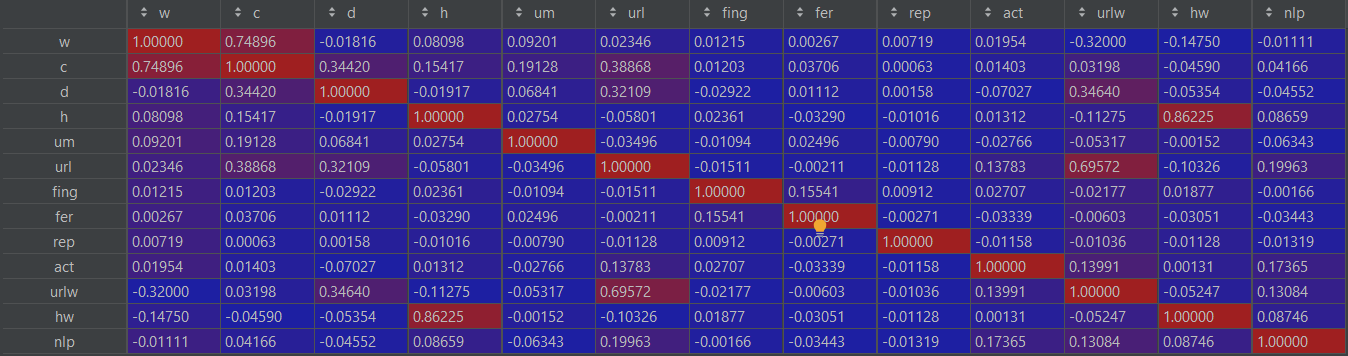 w c d h um url fing fer rep act urlw hw nlp
w 1.00000 0.74896 -0.01816 0.08098 0.09201 0.02346 0.01215 0.00267 0.00719 0.01954 -0.32000 -0.14750 -0.01111
c 0.74896 1.00000 0.34420 0.15417 0.19128 0.38868 0.01203 0.03706 0.00063 0.01403 0.03198 -0.04590 0.04166
d -0.01816 0.34420 1.00000 -0.01917 0.06841 0.32109 -0.02922 0.01112 0.00158 -0.07027 0.34640 -0.05354 -0.04552
h 0.08098 0.15417 -0.01917 1.00000 0.02754 -0.05801 0.02361 -0.03290 -0.01016 0.01312 -0.11275 0.86225 0.08659
um 0.09201 0.19128 0.06841 0.02754 1.00000 -0.03496 -0.01094 0.02496 -0.00790 -0.02766 -0.05317 -0.00152 -0.06343
url 0.02346 0.38868 0.32109 -0.05801 -0.03496 1.00000 -0.01511 -0.00211 -0.01128 0.13783 0.69572 -0.10326 0.19963
fing 0.01215 0.01203 -0.02922 0.02361 -0.01094 -0.01511 1.00000 0.15541 0.00912 0.02707 -0.02177 0.01877 -0.00166
fer 0.00267 0.03706 0.01112 -0.03290 0.02496 -0.00211 0.15541 1.00000 -0.00271 -0.03339 -0.00603 -0.03051 -0.03443
rep 0.00719 0.00063 0.00158 -0.01016 -0.00790 -0.01128 0.00912 -0.00271 1.00000 -0.01158 -0.01036 -0.01128 -0.01319
act 0.01954 0.01403 -0.07027 0.01312 -0.02766 0.13783 0.02707 -0.03339 -0.01158 1.00000 0.13991 0.00131 0.17365
urlw -0.32000 0.03198 0.34640 -0.11275 -0.05317 0.69572 -0.02177 -0.00603 -0.01036 0.13991 1.00000 -0.05247 0.13084
hw -0.14750 -0.04590 -0.05354 0.86225 -0.00152 -0.10326 0.01877 -0.03051 -0.01128 0.00131 -0.05247 1.00000 0.08746
nlp -0.01111 0.04166 -0.04552 0.08659 -0.06343 0.19963 -0.00166 -0.03443 -0.01319 0.17365 0.13084 0.08746 1.00000